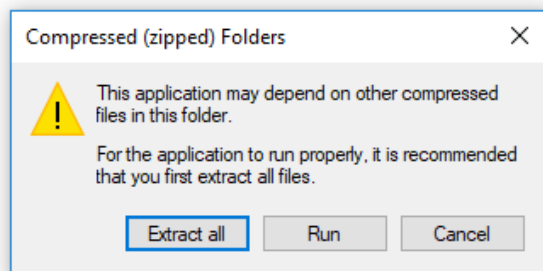 Compressed (zipped) Folders
This application may depend on other compressed
files in this folder.
For the application to run properly, it is recommended
that you first extract all files.
Extract all Run Cancel